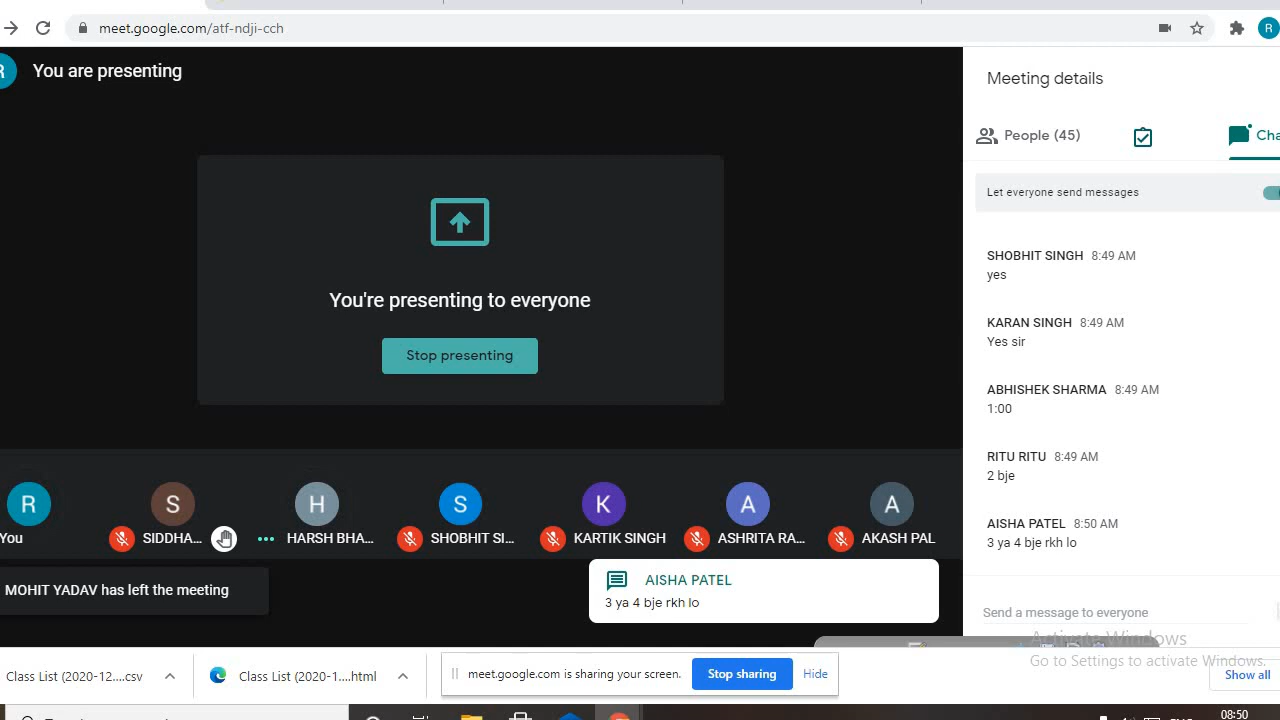 meet.google.com/atf-ndji-cch
R
R
You are presenting
Meeting details
People (45)
Cha
Let everyone send messages
You're presenting to everyone
Stop presenting
SHOBHIT SINGH 8:49 AM
yes
KARAN SINGH 8:49 AM
Yes sir
ABHISHEK SHARMA 8:49 AM
1:00
RITU RITU 8:49 AM
2 bje
AISHA PATEL 8:50 AM
3 ya 4 bje rkh lo
R S H S K A A
You SIDDHA... HARSH BHA... SHOBHIT SI... KARTIK SINGH ASHRITA RA... AKASH PAL
MOHIT YADAV has left the meeting
AISHA PATEL
3 ya 4 bje rkh lo
Send a message to everyone
Activate Windows
Go to Settings to activate Windows.
Class List (2020-12....csv
Class List (2020-1....html
meet.google.com is sharing your screen.
Stop sharing
Hide
Show all
08:50